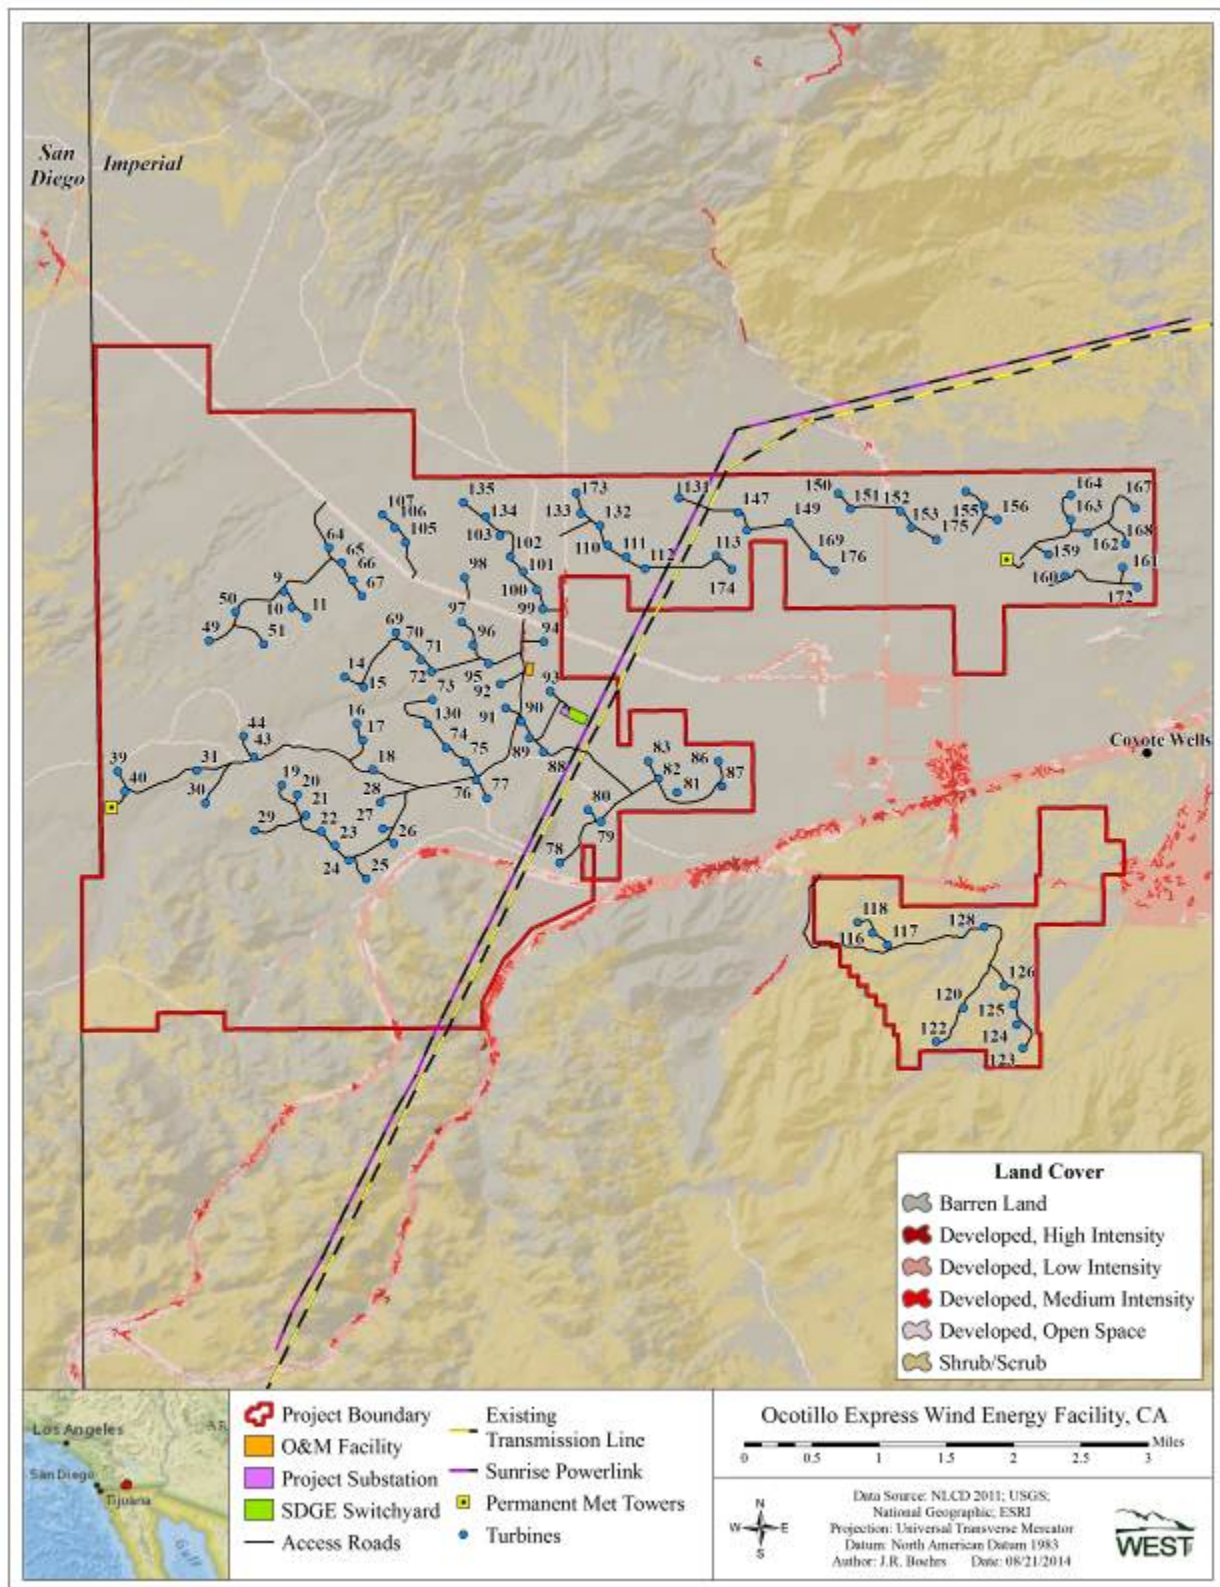 San
Diego
Imperial
135
107
106
134
173
133
132
131
147
150
151
152
149
153
175
155
156
164
163
167
168
162
105
103
102
110
111
112
113
169
176
159
161
160
172
64
65
66
67
98
101
100
99
174
9
10
11
50
49
51
97
96
94
69
70
71
14
15
72
73
95
92
93
16
17
130
91
90
44
43
18
74
75
89
88
83
86
39
40
31
30
19
20
21
28
76
77
82
81
87
Coyote Wells
29
22
27
26
80
79
23
24
25
78
118
116
117
128
126
120
125
122
124
123
Land Cover
Barren Land
Developed, High Intensity
Developed, Low Intensity
Developed, Medium Intensity
Developed, Open Space
Shrub/Scrub
Los Angeles
AR
San Diego
Tijuana
Gulf
Project Boundary
O&M Facility
Project Substation
SDGE Switchyard
Access Roads
Existing
Transmission Line
Sunrise Powerlink
Permanent Met Towers
Turbines
Ocotillo Express Wind Energy Facility, CA
Miles
0 0.5 1 1.5 2 2.5 3
N
W E
S
Data Source: NLCD 2011; USGS;
National Geographic; ESRI
Projection: Universal Transverse Mercator
Datum: North American Datum 1983
Author: J.R. Boehrs Date: 08/21/2014
WEST